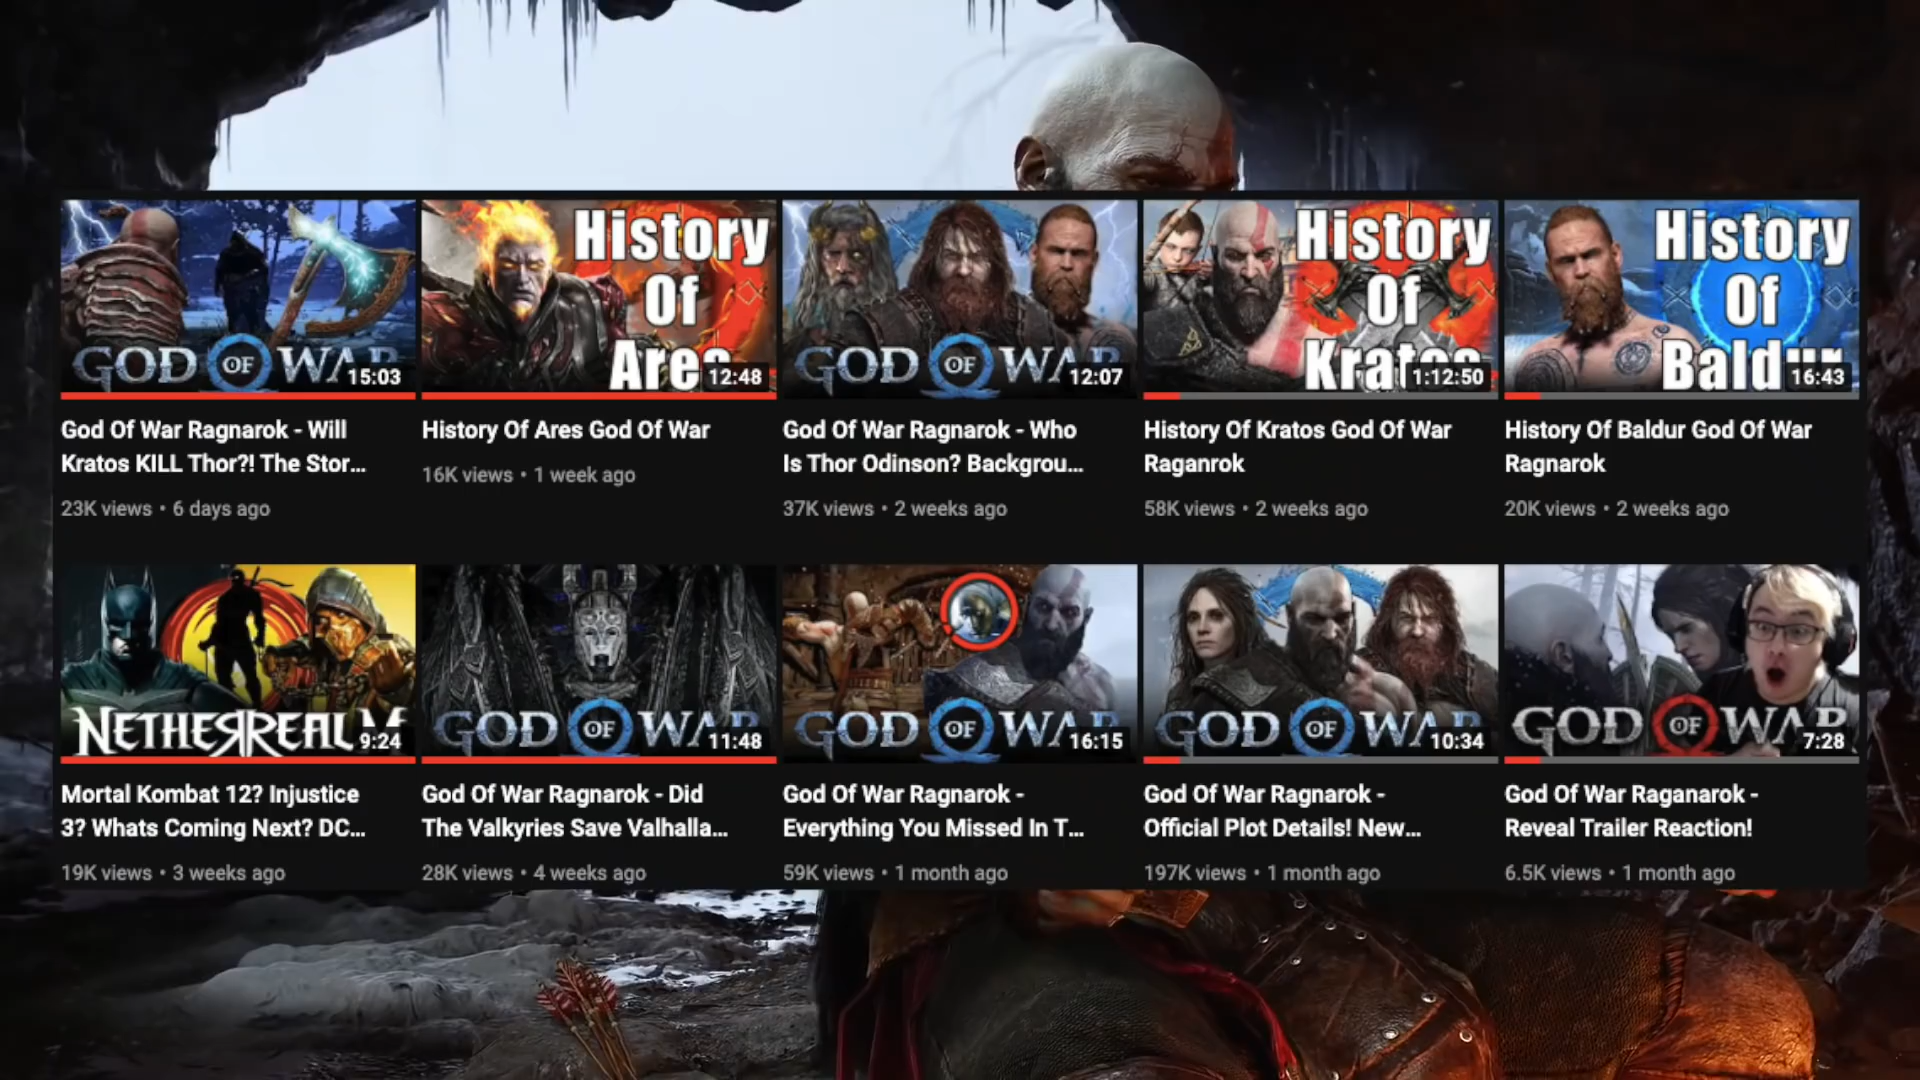 GOD OF WAR
15:03
God Of War Ragnarok - Will
Kratos KILL Thor?! The Stor...
23K views • 6 days ago
History
Of
Ares
12:48
History Of Ares God Of War
16K views • 1 week ago
GOD OF WAR
12:07
God Of War Ragnarok - Who
Is Thor Odinson? Backgrou...
37K views • 2 weeks ago
History
Of
Kratos
1:12:50
History Of Kratos God Of War
Raganrok
58K views • 2 weeks ago
History
Of
Baldur
16:43
History Of Baldur God Of War
Ragnarok
20K views • 2 weeks ago
NETHERREALM
9:24
Mortal Kombat 12? Injustice
3? Whats Coming Next? DC...
19K views • 3 weeks ago
GOD OF WAR
11:48
God Of War Ragnarok - Did
The Valkyries Save Valhalla...
28K views • 4 weeks ago
GOD OF WAR
16:15
God Of War Ragnarok -
Everything You Missed In T...
59K views • 1 month ago
GOD OF WAR
10:34
God Of War Ragnarok -
Official Plot Details! New...
197K views • 1 month ago
GOD OF WAR
7:28
God Of War Raganarok -
Reveal Trailer Reaction!
6.5K views • 1 month ago